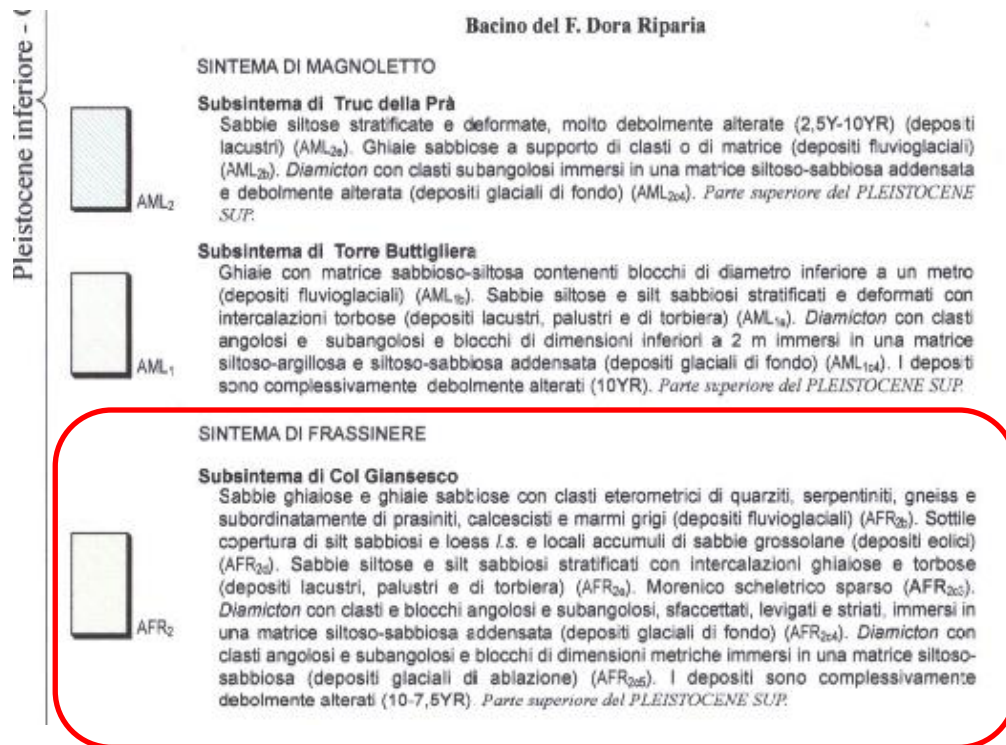 Pleistocene inferiore -
Bacino del F. Dora Riparia
SINTEMA DI MAGNOLETTO
Subsintema di Truc della Prà
Sabbie siltose stratificate e deformate, molto debolmente alterate (2,5Y-10YR) (depositi
lacustri) (AML2a). Ghiaie sabbiose a supporto di clasti o di matrice (depositi fluvioglaciali)
(AML2b). Diamicton con clasti subangolosi immersi in una matrice siltoso-sabbiosa addensata
e debolmente alterata (depositi glaciali di fondo) (AML2c4). Parte superiore del PLEISTOCENE
SUP.
AML2
Subsintema di Torre Buttigliera
Ghiaie con matrice sabbioso-siltosa contenenti blocchi di diametro inferiore a un metro
(depositi fluvioglaciali) (AML1b). Sabbie siltose e silt sabbiosi stratificati e deformati con
intercalazioni torbose (depositi lacustri, palustri e di torbiera) (AML1a). Diamicton con clasti
angolosi e subangolosi e blocchi di dimensioni inferiori a 2 m immersi in una matrice
siltoso-argillosa e siltoso-sabbiosa addensata (depositi glaciali di fondo) (AML1c4). I depositi
sono complessivamente debolmente alterati (10YR). Parte superiore del PLEISTOCENE SUP.
AML1
SINTEMA DI FRASSINERE
Subsintema di Col Giansesco
Sabbie ghiaiose e ghiaie sabbiose con clasti eterometrici di quarziti, serpentiniti, gneiss e
subordinatamente di prasiniti, calcescisti e marmi grigi (depositi fluvioglaciali) (AFR2b). Sottile
copertura di silt sabbiosi e loess l.s. e locali accumuli di sabbie grossolane (depositi eolici)
(AFR2d). Sabbie siltose e silt sabbiosi stratificati con intercalazioni ghiaiose e torbose
(depositi lacustri, palustri e di torbiera) (AFR2a). Morenico scheletrico sparso (AFR2c3).
Diamicton con clasti e blocchi angolosi e subangolosi, sfaccettati, levigati e striati, immersi in
una matrice siltoso-sabbiosa addensata (depositi glaciali di fondo) (AFR2c4). Diamicton con
clasti angolosi e subangolosi e blocchi di dimensioni metriche immersi in una matrice siltoso-
sabbiosa (depositi glaciali di ablazione) (AFR2c5). I depositi sono complessivamente
debolmente alterati (10-7,5YR). Parte superiore del PLEISTOCENE SUP.
AFR2